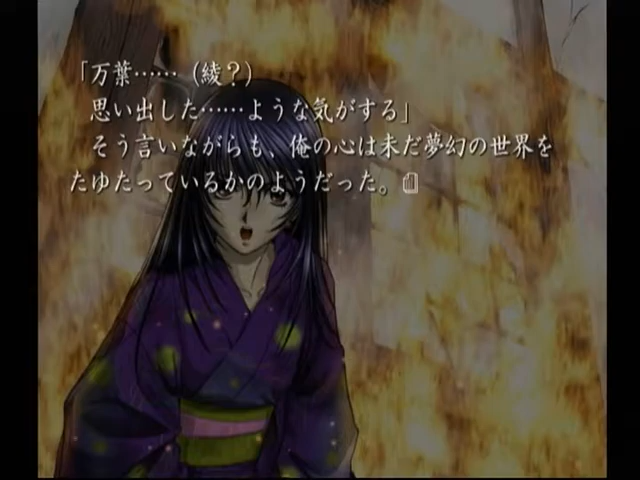 「万葉……（綾？）
思い出した……ような気がする」
そう言いながらも、俺の心は未だ夢幻の世界を
たゆたっているかのようだった。